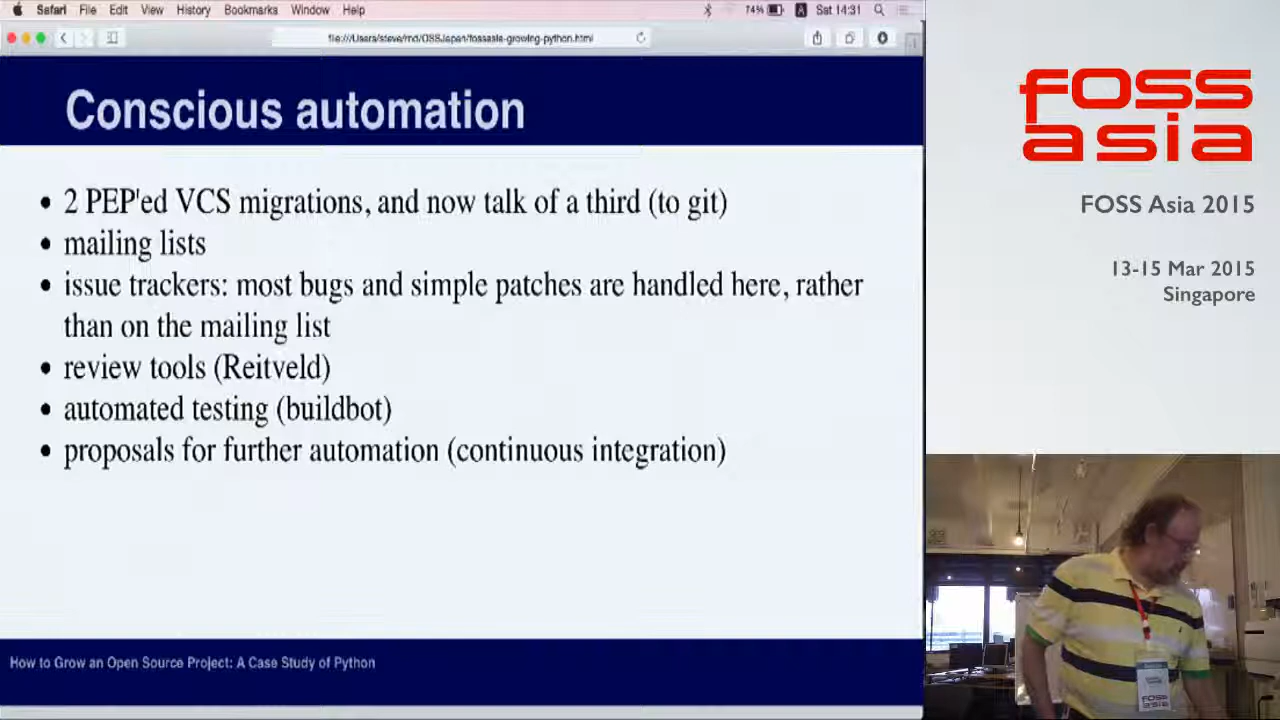 Safari File Edit View History Bookmarks Window Help 74% Sat 14:31
file:///Users/steve/rnd/OSSJapan/fossasia-growing-python.html
Conscious automation
• 2 PEP'ed VCS migrations, and now talk of a third (to git)
• mailing lists
• issue trackers: most bugs and simple patches are handled here, rather
than on the mailing list
• review tools (Reitveld)
• automated testing (buildbot)
• proposals for further automation (continuous integration)
How to Grow an Open Source Project: A Case Study of Python
FOSS
asia
FOSS Asia 2015
13-15 Mar 2015
Singapore
FOSS
asia